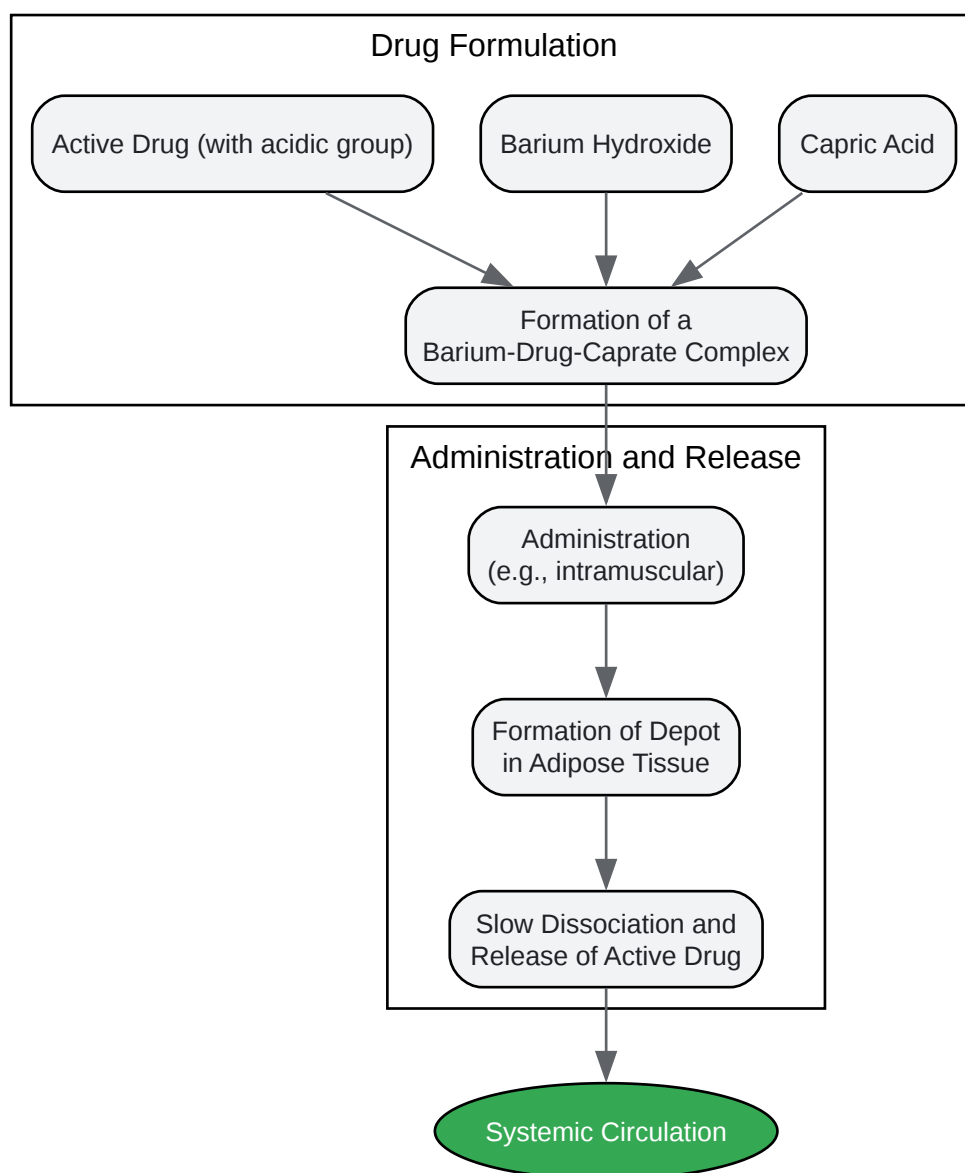 Drug Formulation
Active Drug (with acidic group)
Barium Hydroxide
Capric Acid
Formation of a
Barium-Drug-Caprate Complex
Administration and Release
Administration
(e.g., intramuscular)
Formation of Depot
in Adipose Tissue
Slow Dissociation and
Release of Active Drug
Systemic Circulation